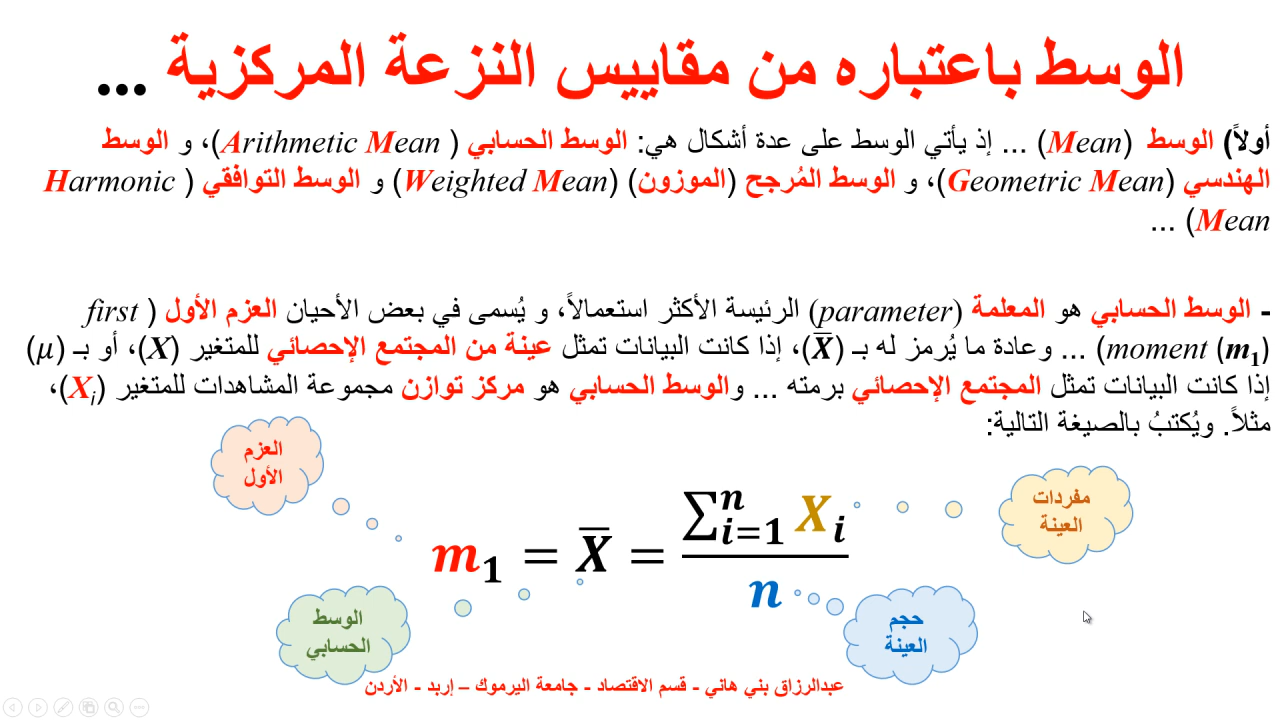 الوسط باعتباره من مقاييس النزعة المركزية ...
أولاً) الوسط (Mean) ... إذ يأتي الوسط على عدة أشكال هي: الوسط الحسابي (Arithmetic Mean)، و الوسط
الهندسي (Geometric Mean)، و الوسط المُرجح (الموزون) (Weighted Mean) و الوسط التوافقي (Harmonic
Mean) ...
- الوسط الحسابي هو المعلمة (parameter) الرئيسة الأكثر استعمالاً، و يُسمى في بعض الأحيان العزم الأول (first
moment (m₁)) ... وعادة ما يُرمز له بـ (X̅)، إذا كانت البيانات تمثل عينة من المجتمع الإحصائي للمتغير (X)، أو بـ (μ)
إذا كانت البيانات تمثل المجتمع الإحصائي برمته ... والوسط الحسابي هو مركز توازن مجموعة المشاهدات للمتغير (Xᵢ)،
مثلاً. ويُكتبُ بالصيغة التالية:
العزم
الأول
مفردات
العينة
m₁ = X̅ = ∑ⁿᵢ₌₁ Xᵢ / n
الوسط
الحسابي
حجم
العينة
عبدالرزاق بني هاني - قسم الاقتصاد - جامعة اليرموك – إربد - الأردن